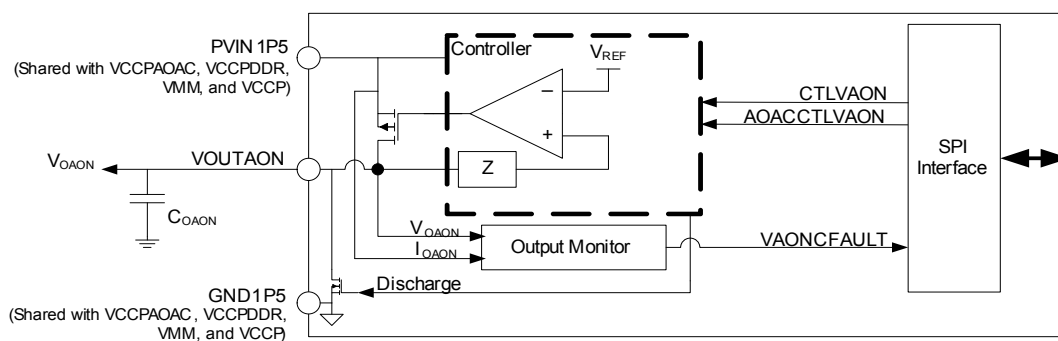 PVIN1P5
(Shared with VCCPAOAC, VCCPDDR,
VMM, and VCCP)
Controller
VREF
−
+
Z
CTLVAON
AOACCTLVAON
SPI
Interface
VOAON
VOUTAON
COAON
VOAON
IOAON
Output Monitor
VAONCFAULT
Discharge
GND1P5
(Shared with VCCPAOAC, VCCPDDR,
VMM, and VCCP)